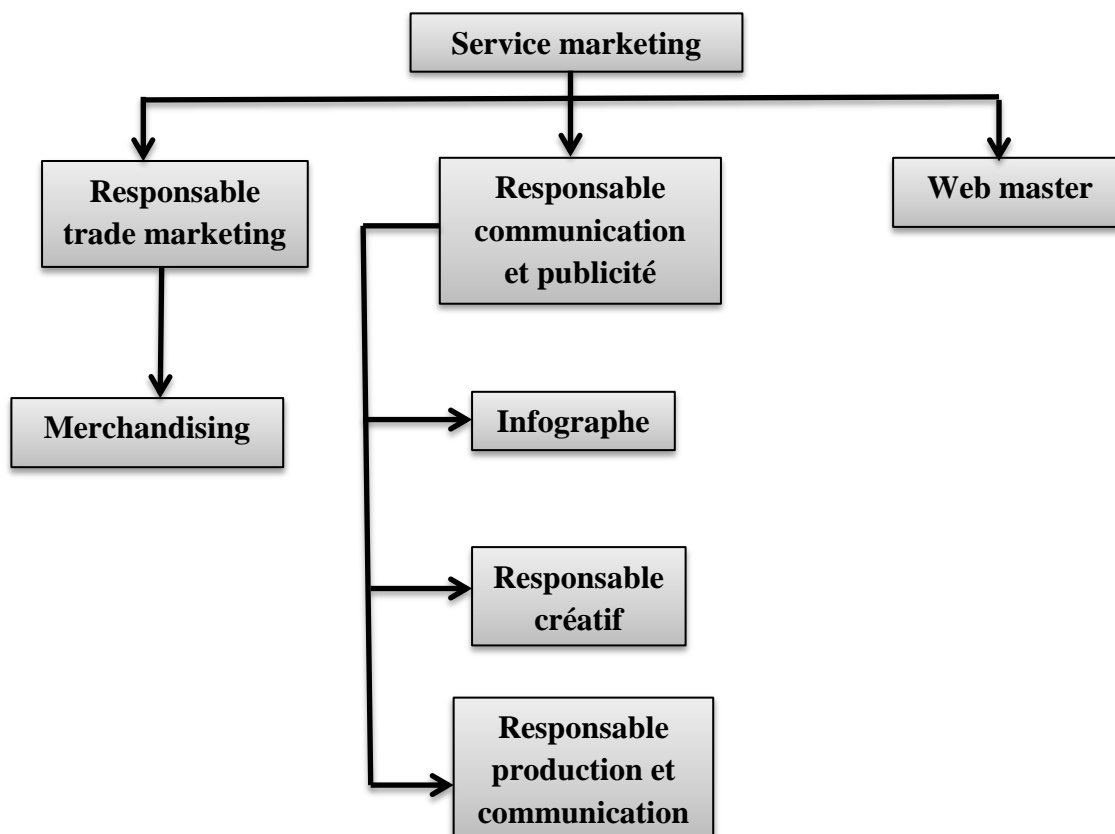 Service marketing
Responsable
trade marketing
Responsable
communication
et publicité
Web master
Merchandising
Infographe
Responsable
créatif
Responsable
production et
communication